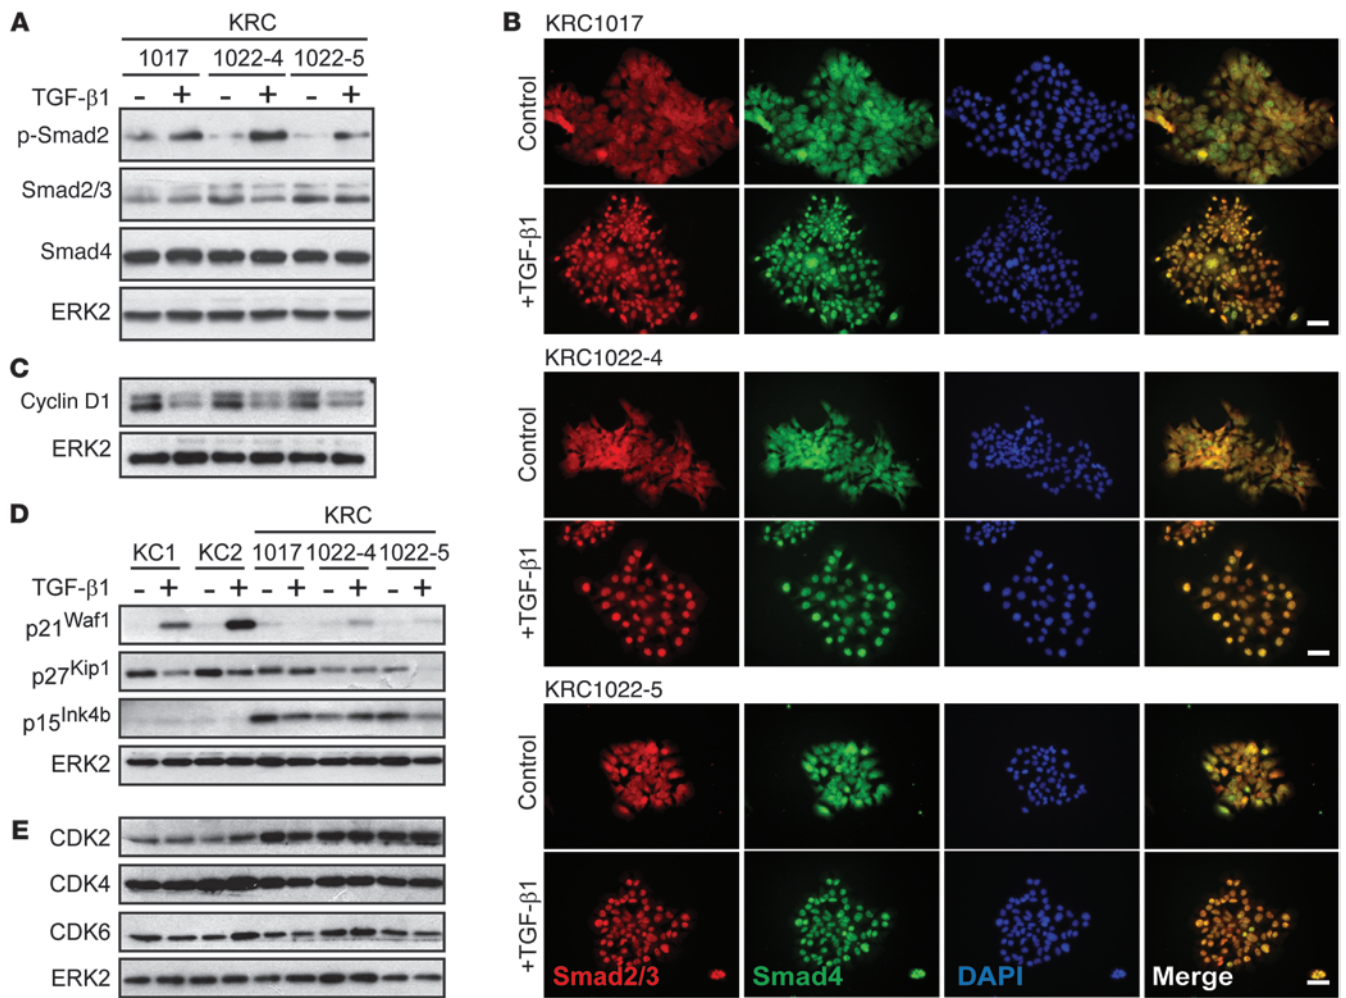 A
KRC
1017 1022-4 1022-5
TGF-β1 - + - + - +
p-Smad2
Smad2/3
Smad4
ERK2
C
Cyclin D1
ERK2
D
KRC
KC1 KC2 1017 1022-4 1022-5
TGF-β1 - + - + - + - + - +
p21Waf1
p27Kip1
p15Ink4b
ERK2
E
CDK2
CDK4
CDK6
ERK2
B
KRC1017
Control
+TGF-β1
KRC1022-4
Control
+TGF-β1
KRC1022-5
Control
+TGF-β1
Smad2/3 Smad4 DAPI Merge